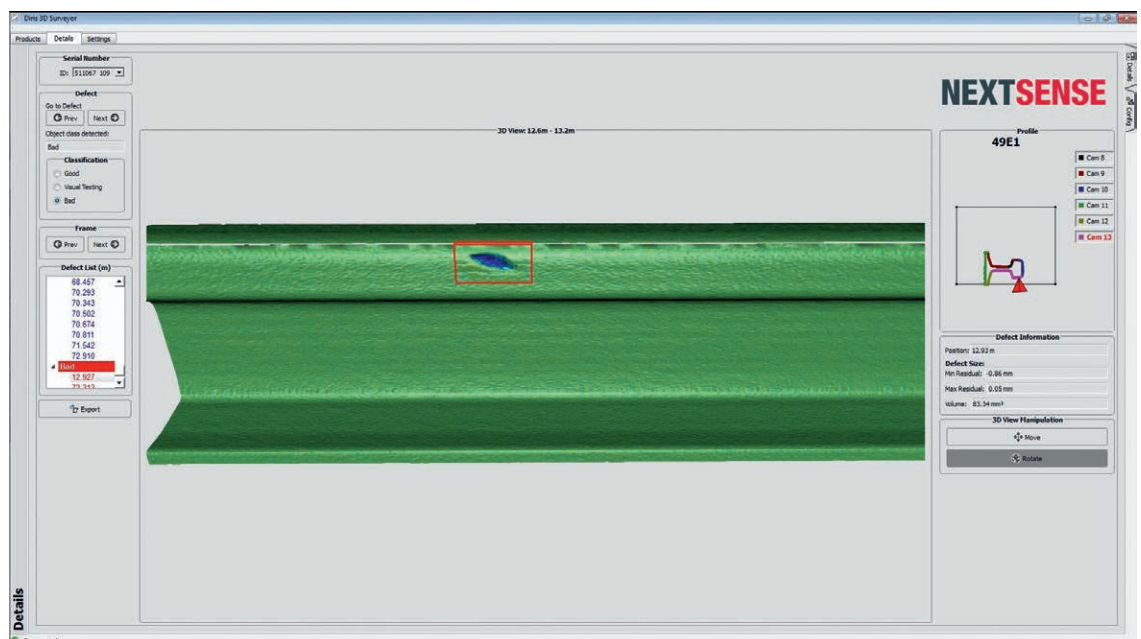 Diris 3D Surveyor
Products Details Settings
Serial Number
ID: 511067 109
Defect
Go to Defect
Prev Next
Object class detected:
Bad
Classification
Good
Visual Testing
Bad
Frame
Prev Next
Defect List (m)
68.457
70.293
70.343
70.502
70.674
70.811
71.542
72.910
Bad
12.927
Export
3D View: 12.6m - 13.2m
NEXTSENSE
Profile
49E1
Cam 8
Cam 9
Cam 10
Cam 11
Cam 12
Cam 13
Defect Information
Position: 12.93 m
Defect Size:
Min Residual: -0.86 mm
Max Residual: 0.05 mm
Volume: 83.34 mm³
3D View Manipulation
Move
Rotate
Details
Config
Details